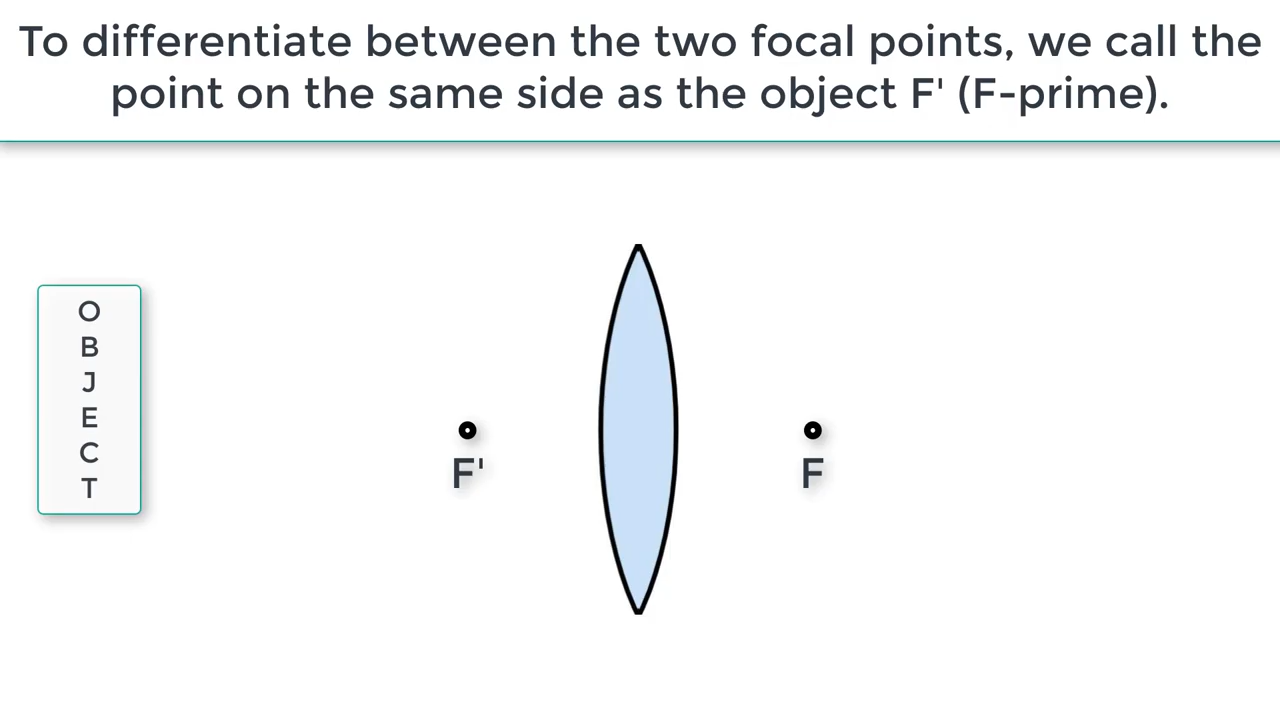 To differentiate between the two focal points, we call the
point on the same side as the object F' (F-prime).
O
B
J
E
C
T
F'
F